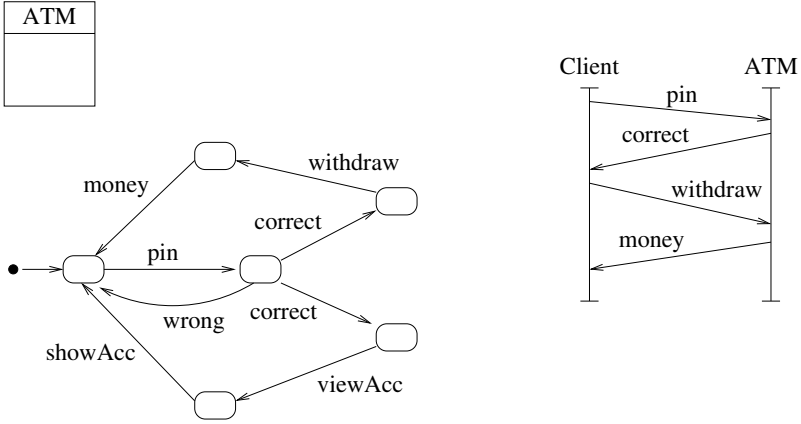 ATM
withdraw
money
correct
pin
wrong
correct
showAcc
viewAcc
Client
ATM
pin
correct
withdraw
money